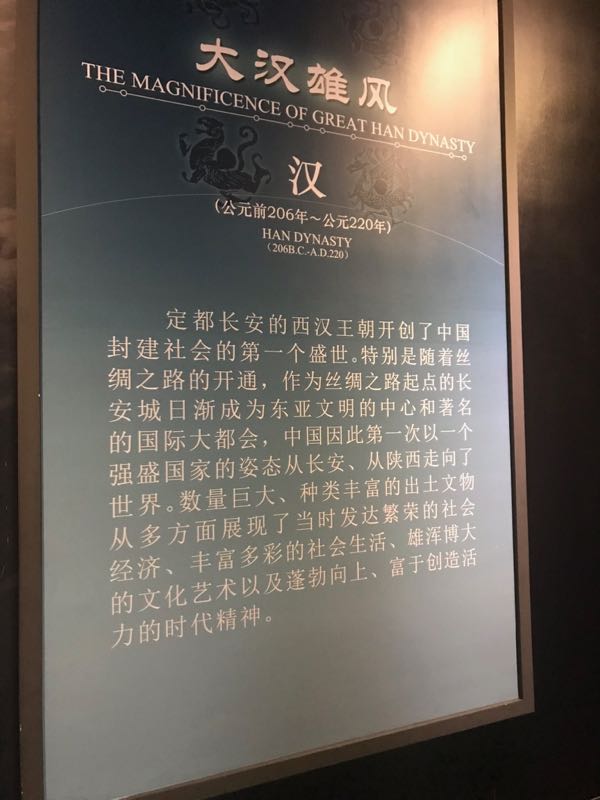 大汉雄风
THE MAGNIFICENCE OF GREAT HAN DYNASTY
汉
(公元前206年～公元220年)
HAN DYNASTY
(206B.C.-A.D.220)
定都长安的西汉王朝开创了中国
封建社会的第一个盛世。特别是随着丝
绸之路的开通，作为丝绸之路起点的长
安城日渐成为东亚文明的中心和著名
的国际大都会，中国因此第一次以一个
强盛国家的姿态从长安、从陕西走向了
世界。数量巨大、种类丰富的出土文物
从多方面展现了当时发达繁荣的社会
经济、丰富多彩的社会生活、雄浑博大
的文化艺术以及蓬勃向上、富于创造活
力的时代精神。